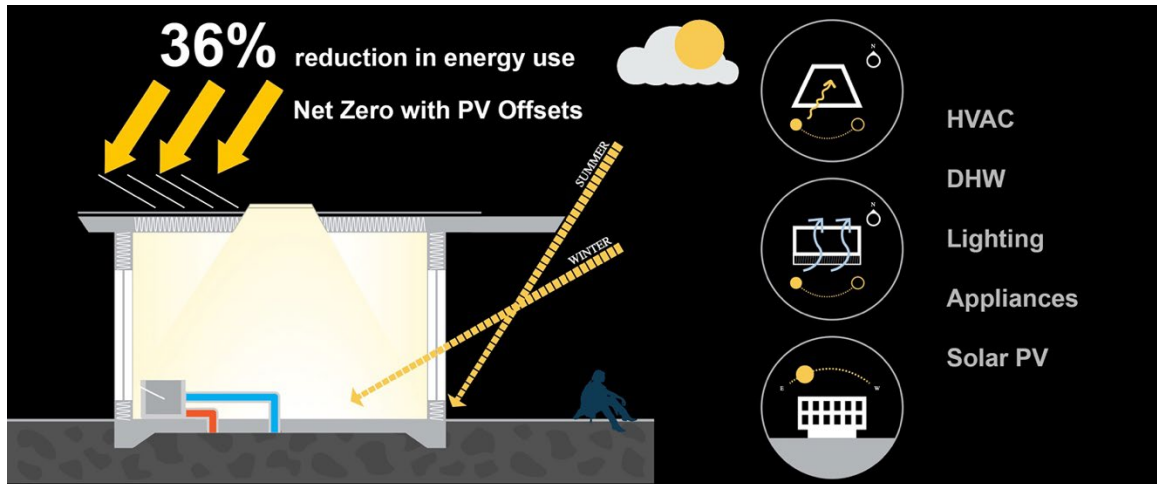 36% reduction in energy use
Net Zero with PV Offsets
SUMMER
WINTER
N
N
E
W
HVAC
DHW
Lighting
Appliances
Solar PV